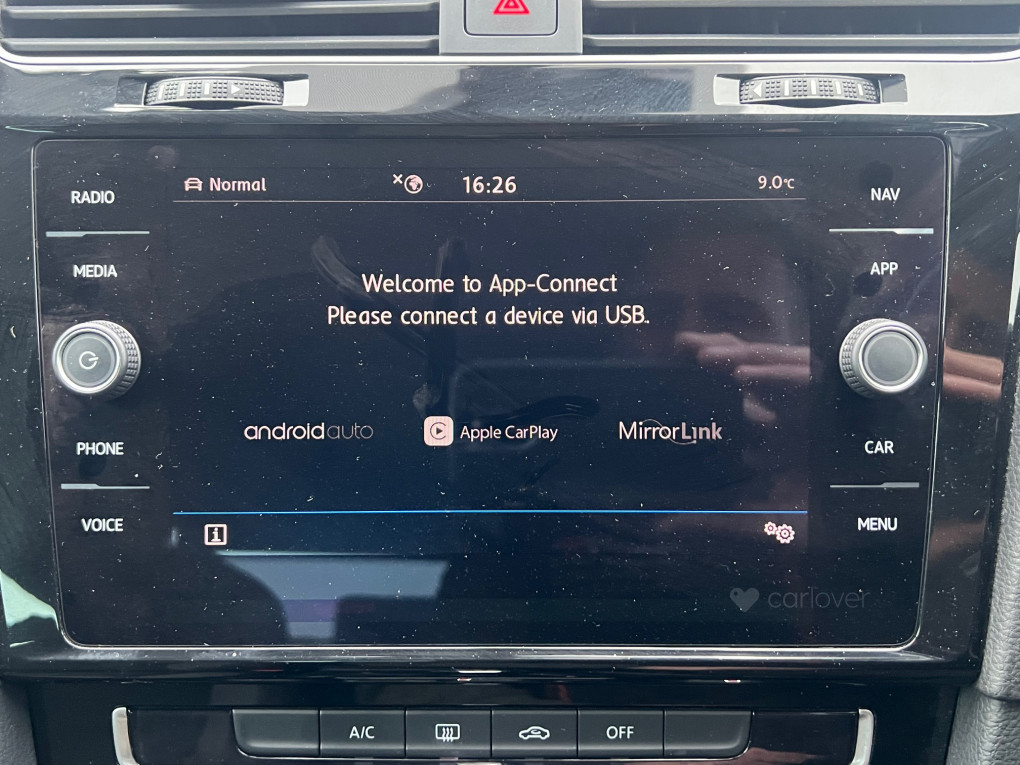 RADIO
MEDIA
PHONE
VOICE
Normal
16:26
9.0°C
Welcome to App-Connect
Please connect a device via USB.
androidauto
Apple CarPlay
MirrorLink
i
NAV
APP
CAR
MENU
carlover
A/C
OFF